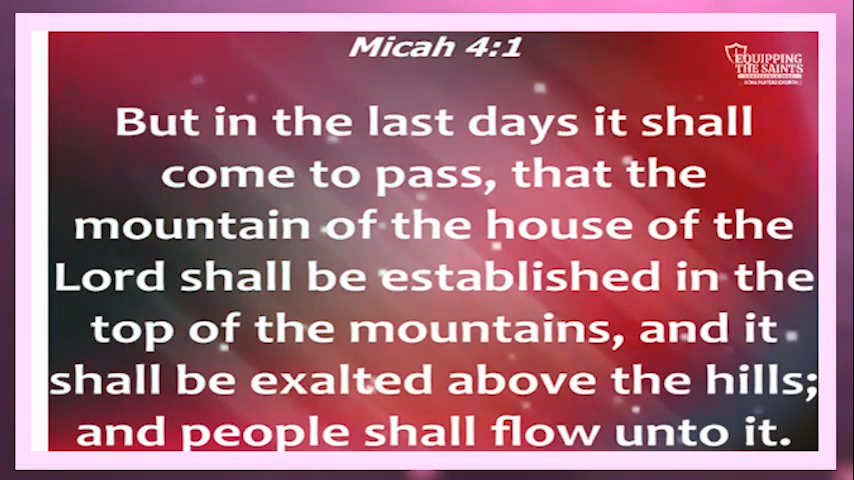 Micah 4:1
EQUIPPING
THE SAINTS
But in the last days it shall
come to pass, that the
mountain of the house of the
Lord shall be established in the
top of the mountains, and it
shall be exalted above the hills;
and people shall flow unto it.